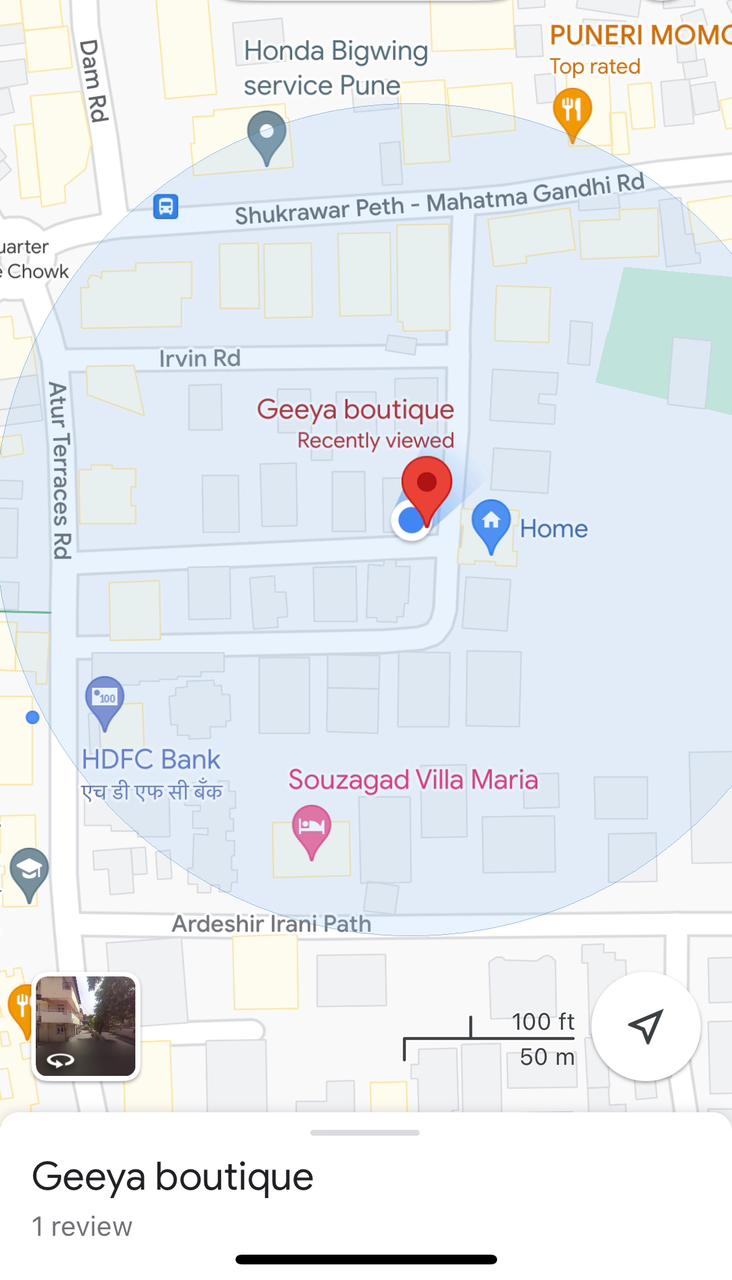 Dam Rd
Honda Bigwing
service Pune
PUNERI MOMO
Top rated
Shukrawar Peth - Mahatma Gandhi Rd
uarter
e Chowk
Irvin Rd
Atur Terraces Rd
Geeya boutique
Recently viewed
Home
100
HDFC Bank
एच डी एफ सी बैंक
Souzagad Villa Maria
Ardeshir Irani Path
100 ft
50 m
Geeya boutique
1 review